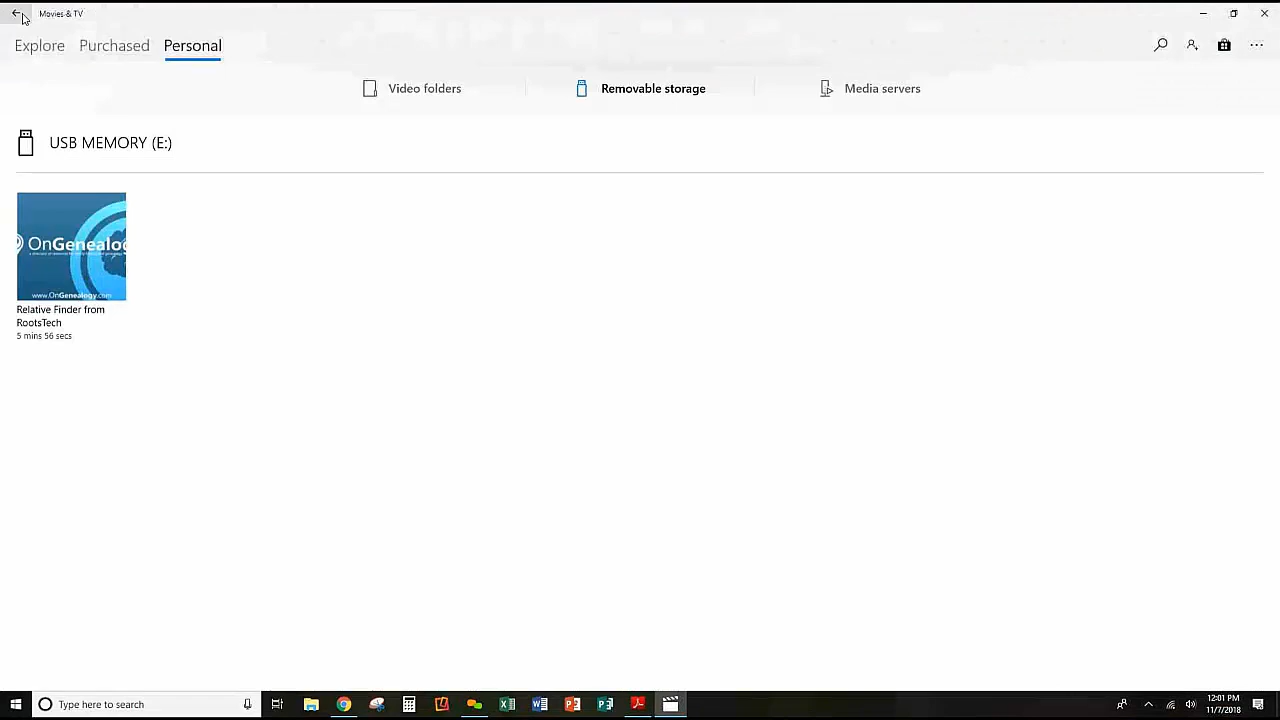 Movies & TV
Explore Purchased Personal
Video folders Removable storage Media servers
USB MEMORY (E:)
OnGenealo
www.OnGenealogy.com
Relative Finder from
RootsTech
5 mins 56 secs
Type here to search
12:01 PM
11/7/2018